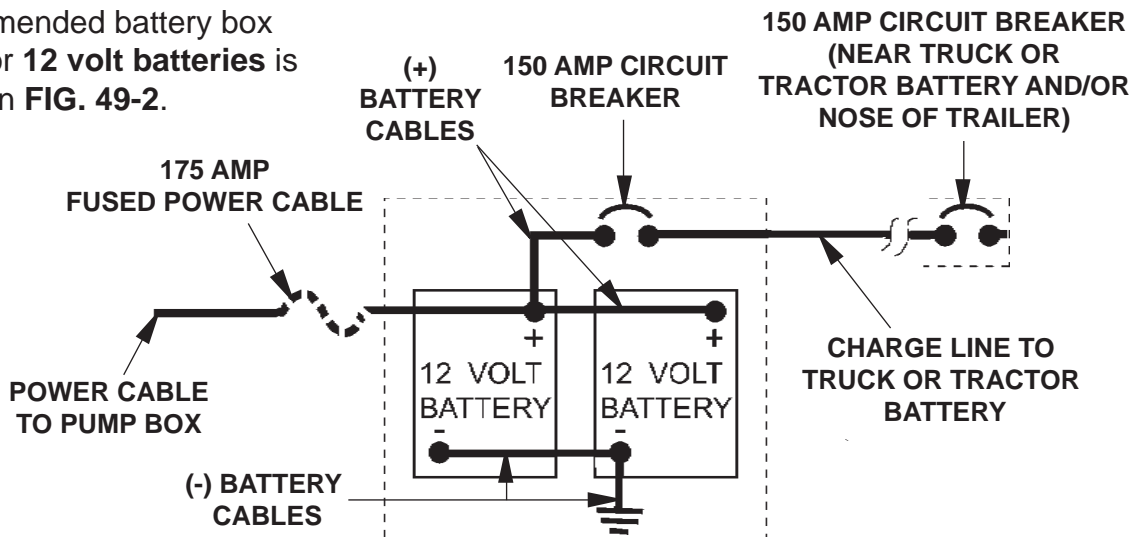 mended battery box
or 12 volt batteries is
n FIG. 49-2.
(+)
BATTERY
CABLES
150 AMP CIRCUIT
BREAKER
150 AMP CIRCUIT BREAKER
(NEAR TRUCK OR
TRACTOR BATTERY AND/OR
NOSE OF TRAILER)
175 AMP
FUSED POWER CABLE
+
12 VOLT
BATTERY
-
+
12 VOLT
BATTERY
-
POWER CABLE
TO PUMP BOX
CHARGE LINE TO
TRUCK OR TRACTOR
BATTERY
(-) BATTERY
CABLES